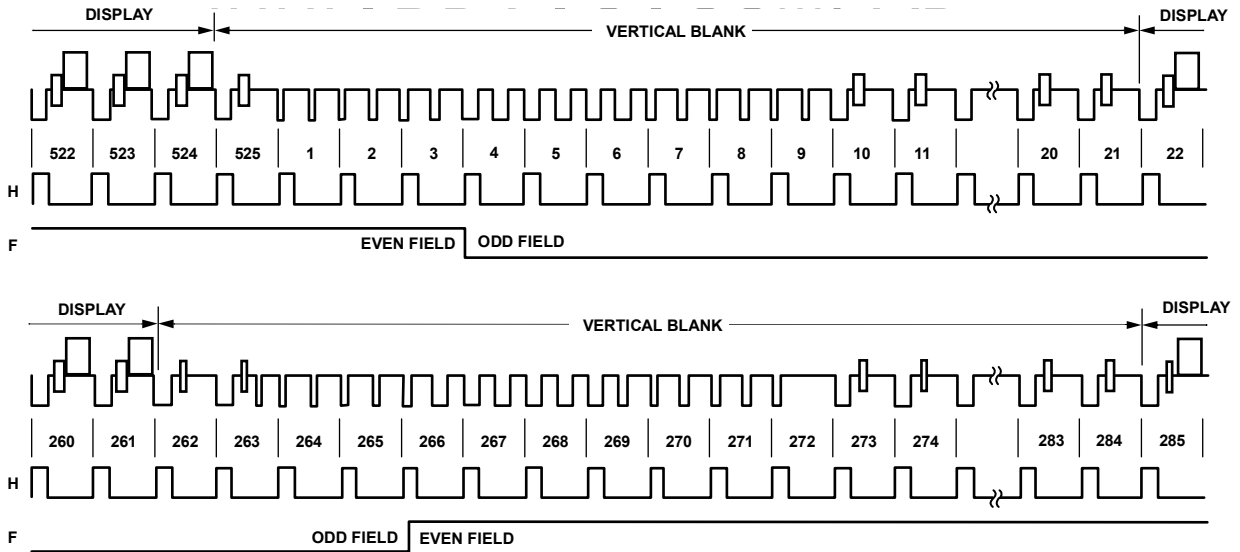 DISPLAY VERTICAL BLANK DISPLAY
522 523 524 525 1 2 3 4 5 6 7 8 9 10 11 20 21 22
H
F EVEN FIELD ODD FIELD
DISPLAY VERTICAL BLANK DISPLAY
260 261 262 263 264 265 266 267 268 269 270 271 272 273 274 283 284 285
H
F ODD FIELD EVEN FIELD